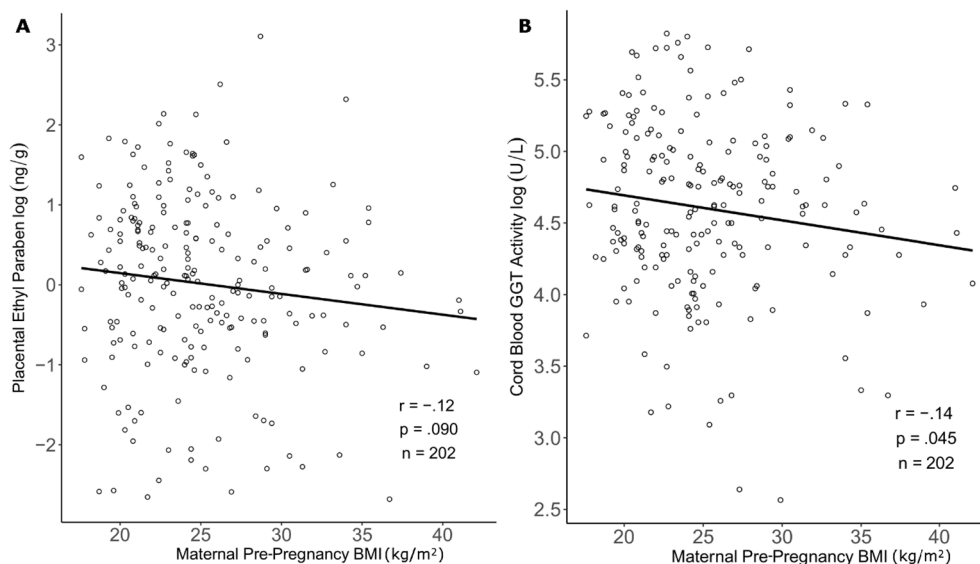 A
Placental Ethyl Paraben log (ng/g)
3
2
1
0
−1
−2
20
25
30
35
40
Maternal Pre-Pregnancy BMI (kg/m²)
r = −.12
p = .090
n = 202
B
Cord Blood GGT Activity log (U/L)
5.5
5.0
4.5
4.0
3.5
3.0
2.5
20
25
30
35
40
Maternal Pre-Pregnancy BMI (kg/m²)
r = −.14
p = .045
n = 202